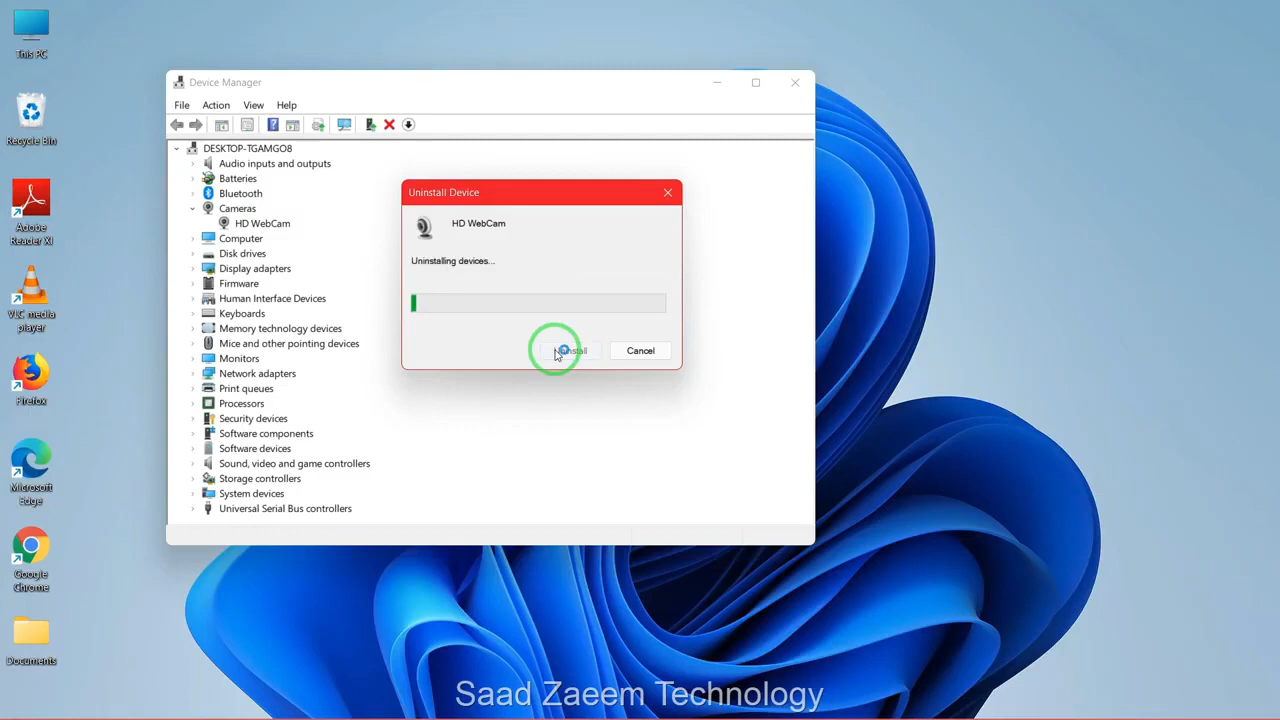 This PC
Recycle Bin
Adobe
Reader XI
VLC media
player
Firefox
Microsoft
Edge
Google
Chrome
Documents
Device Manager
File Action View Help
DESKTOP-TGAMGO8
Audio inputs and outputs
Batteries
Bluetooth
Cameras
HD WebCam
Computer
Disk drives
Display adapters
Firmware
Human Interface Devices
Keyboards
Memory technology devices
Mice and other pointing devices
Monitors
Network adapters
Print queues
Processors
Security devices
Software components
Software devices
Sound, video and game controllers
Storage controllers
System devices
Universal Serial Bus controllers
Uninstall Device
HD WebCam
Uninstalling devices...
Uninstall Cancel
Saad Zaeem Technology